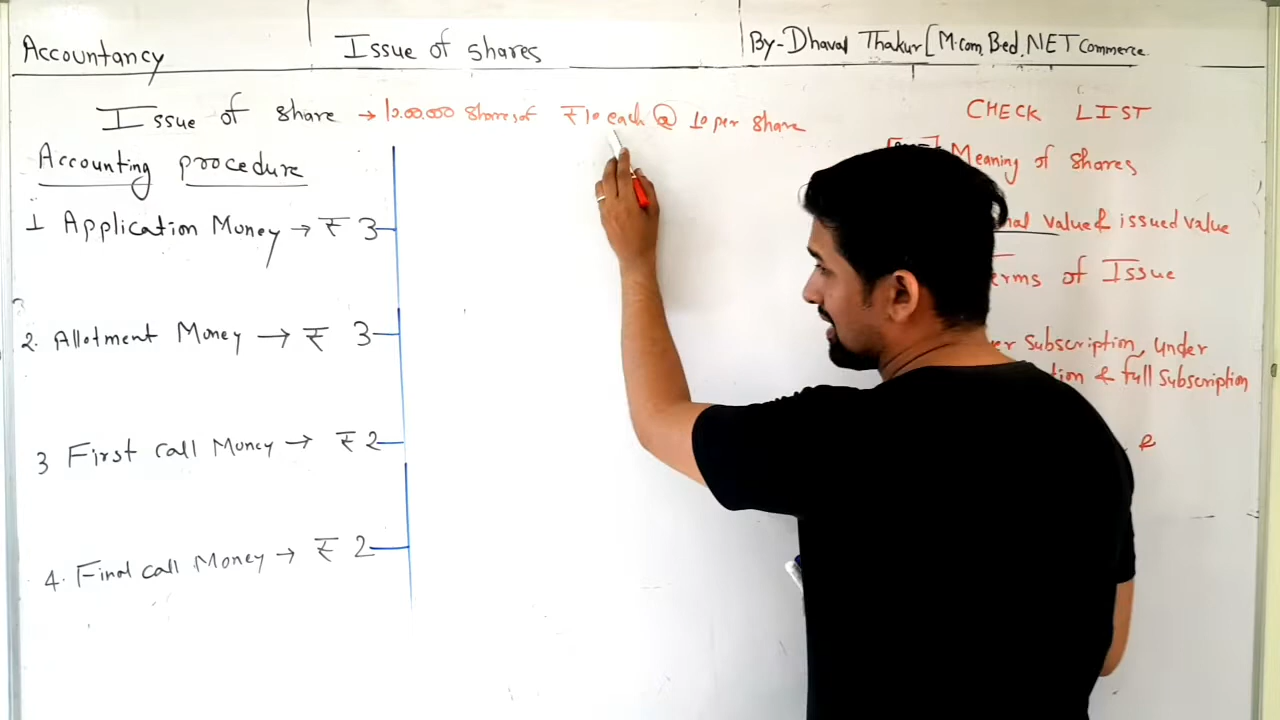 Accountancy
Issue of shares
By-Dhaval Thakur [M.com, Bed, NET Commerce.
Issue of share → 10,00,000 shares of ₹10 each @ 10 per share
Accounting procedure
1 Application Money → ₹ 3
2. Allotment Money → ₹ 3
3 First call Money → ₹ 2
4. Final call Money → ₹ 2
CHECK LIST
Meaning of shares
value & issued value
of Issue
Subscription, under
& full Subscription